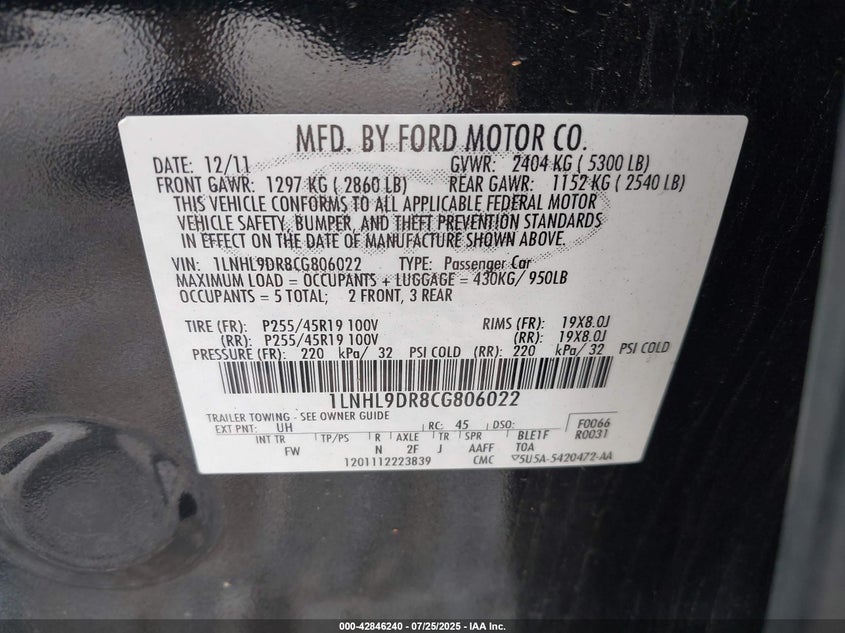 MFD. BY FORD MOTOR CO.
DATE: 12/11 GVWR: 2404 KG ( 5300 LB)
FRONT GAWR: 1297 KG ( 2860 LB) REAR GAWR: 1152 KG ( 2540 LB)
THIS VEHICLE CONFORMS TO ALL APPLICABLE FEDERAL MOTOR
VEHICLE SAFETY, BUMPER, AND THEFT PREVENTION STANDARDS
IN EFFECT ON THE DATE OF MANUFACTURE SHOWN ABOVE.
VIN: 1LNHL9DR8CG806022 TYPE: Passenger Car
MAXIMUM LOAD = OCCUPANTS + LUGGAGE = 430KG/ 950LB
OCCUPANTS = 5 TOTAL; 2 FRONT, 3 REAR
TIRE (FR): P255/45R19 100V RIMS (FR): 19X8.0J
(RR): P255/45R19 100V (RR): 19X8.0J
PRESSURE (FR): 220 kPa/ 32 PSI COLD (RR): 220 kPa/ 32 PSI COLD
1LNHL9DR8CG806022
TRAILER TOWING - SEE OWNER GUIDE
EXT PNT: UH RC: 45 DSO: F0066
R0031
INT TR TP/PS R AXLE TR SPR BLE1F
FW N 2F J AAFF T0A
1201112223839 CMC ▽5U5A-5420472-AA
000-42846240 - 07/25/2025 - IAA Inc.